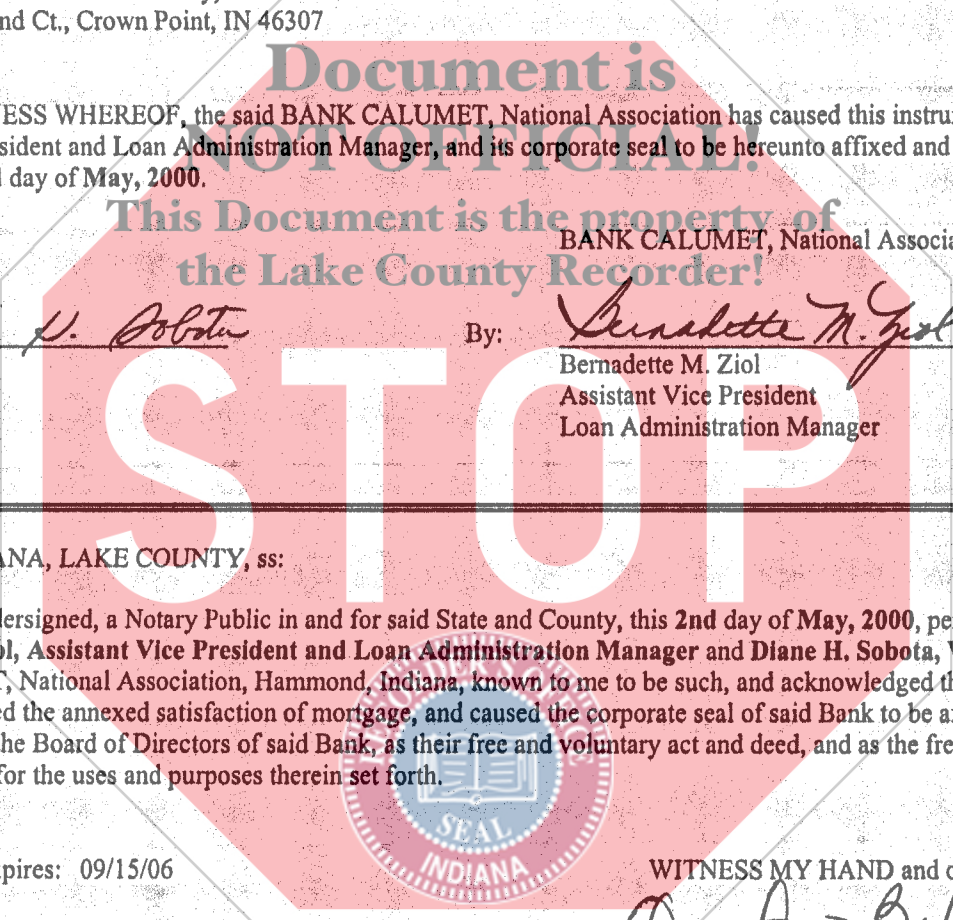 nd Ct., Crown Point, IN 46307
Document is
ESS WHEREOF, the said BANK CALUMET, National Association has caused this instru
NOT OFFICIAL!
sident and Loan Administration Manager, and its corporate seal to be hereunto affixed and
day of May, 2000.
This Document is the property of
BANK CALUMET, National Associa
the Lake County Recorder!
H. Sobota
By: Bernadette M. Ziol
Bernadette M. Ziol
Assistant Vice President
Loan Administration Manager
STOP
ANA, LAKE COUNTY, ss:
dersigned, a Notary Public in and for said State and County, this 2nd day of May, 2000, pe
ol, Assistant Vice President and Loan Administration Manager and Diane H. Sobota, V
T, National Association, Hammond, Indiana, known to me to be such, and acknowledged th
ed the annexed satisfaction of mortgage, and caused the corporate seal of said Bank to be a
the Board of Directors of said Bank, as their free and voluntary act and deed, and as the fre
for the uses and purposes therein set forth.
RECORDER'S OFFICE
SEAL
INDIANA
pires: 09/15/06
WITNESS MY HAND and